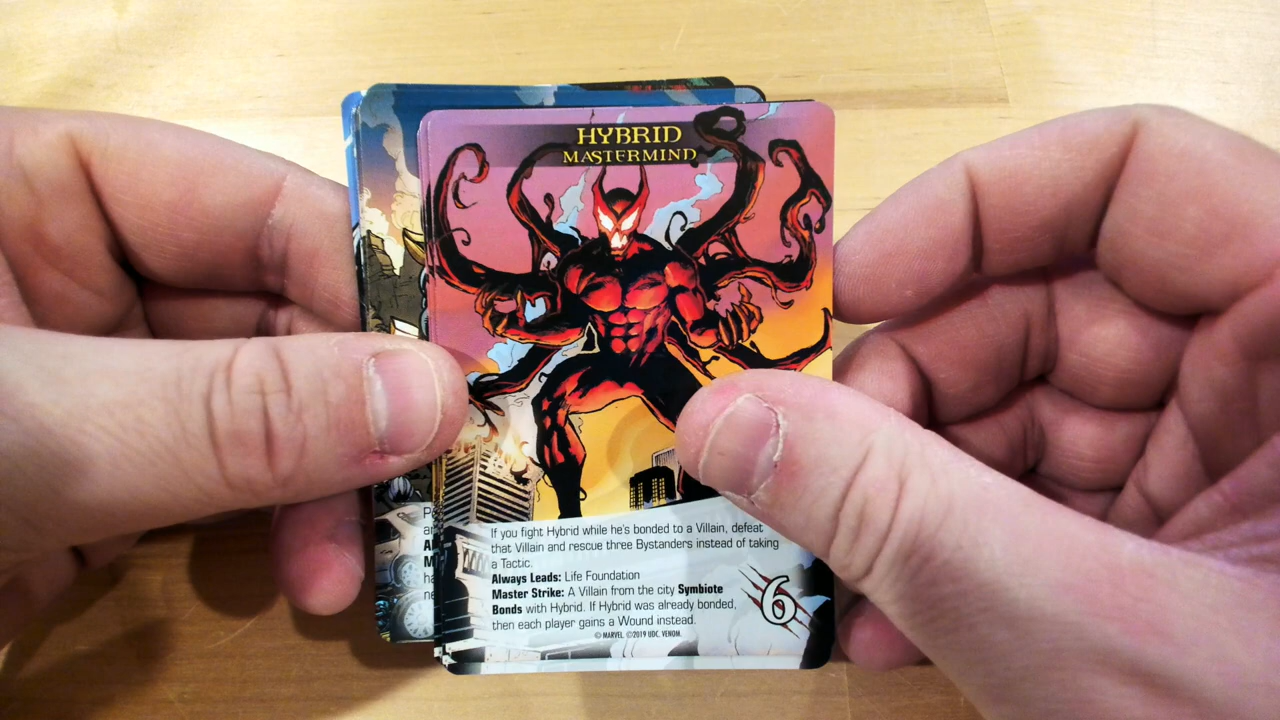 HYBRID
MASTERMIND
If you fight Hybrid while he's bonded to a Villain, defeat
that Villain and rescue three Bystanders instead of taking
a Tactic.
Always Leads: Life Foundation
Master Strike: A Villain from the city Symbiote
Bonds with Hybrid. If Hybrid was already bonded,
then each player gains a Wound instead.
6
© MARVEL ©2019 UDC. VENOM.